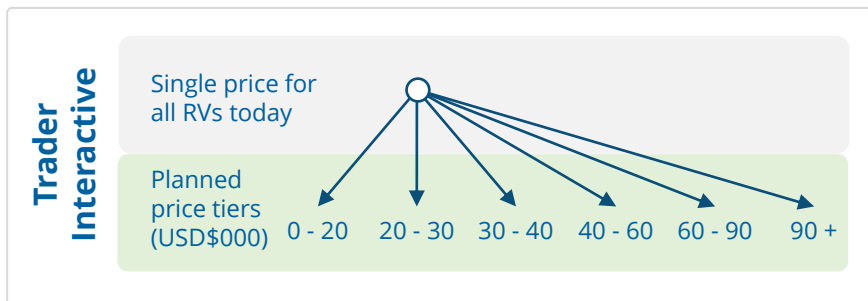 Trader
Interactive
Single price for
all RVs today
Planned
price tiers
(USD$000)
0 - 20
20 - 30
30 - 40
40 - 60
60 - 90
90 +